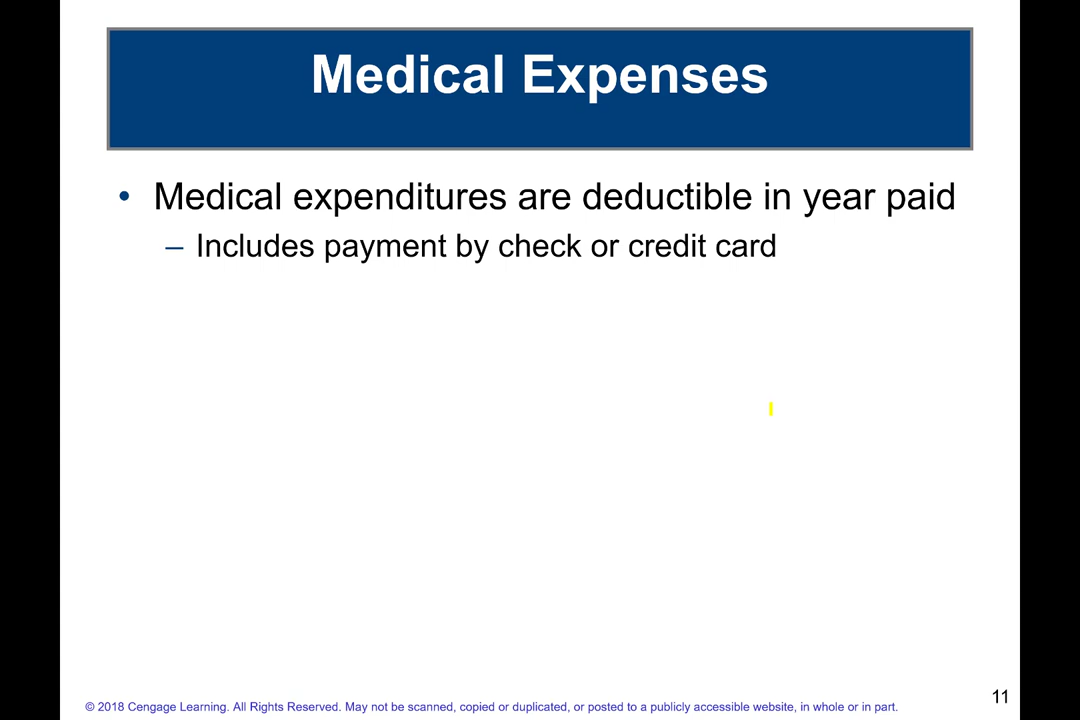 Medical Expenses
• Medical expenditures are deductible in year paid
– Includes payment by check or credit card
© 2018 Cengage Learning. All Rights Reserved. May not be scanned, copied or duplicated, or posted to a publicly accessible website, in whole or in part.
11